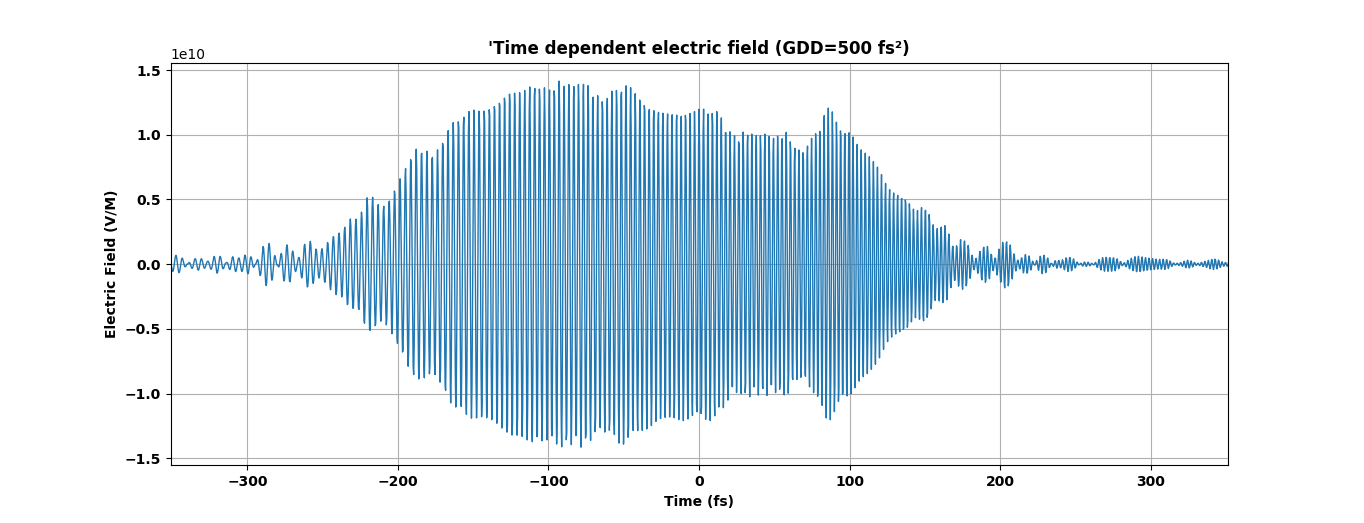 'Time dependent electric field (GDD=500 fs²)
1e10
1.5
1.0
0.5
0.0
−0.5
−1.0
−1.5
Electric Field (V/M)
−300 −200 −100 0 100 200 300
Time (fs)